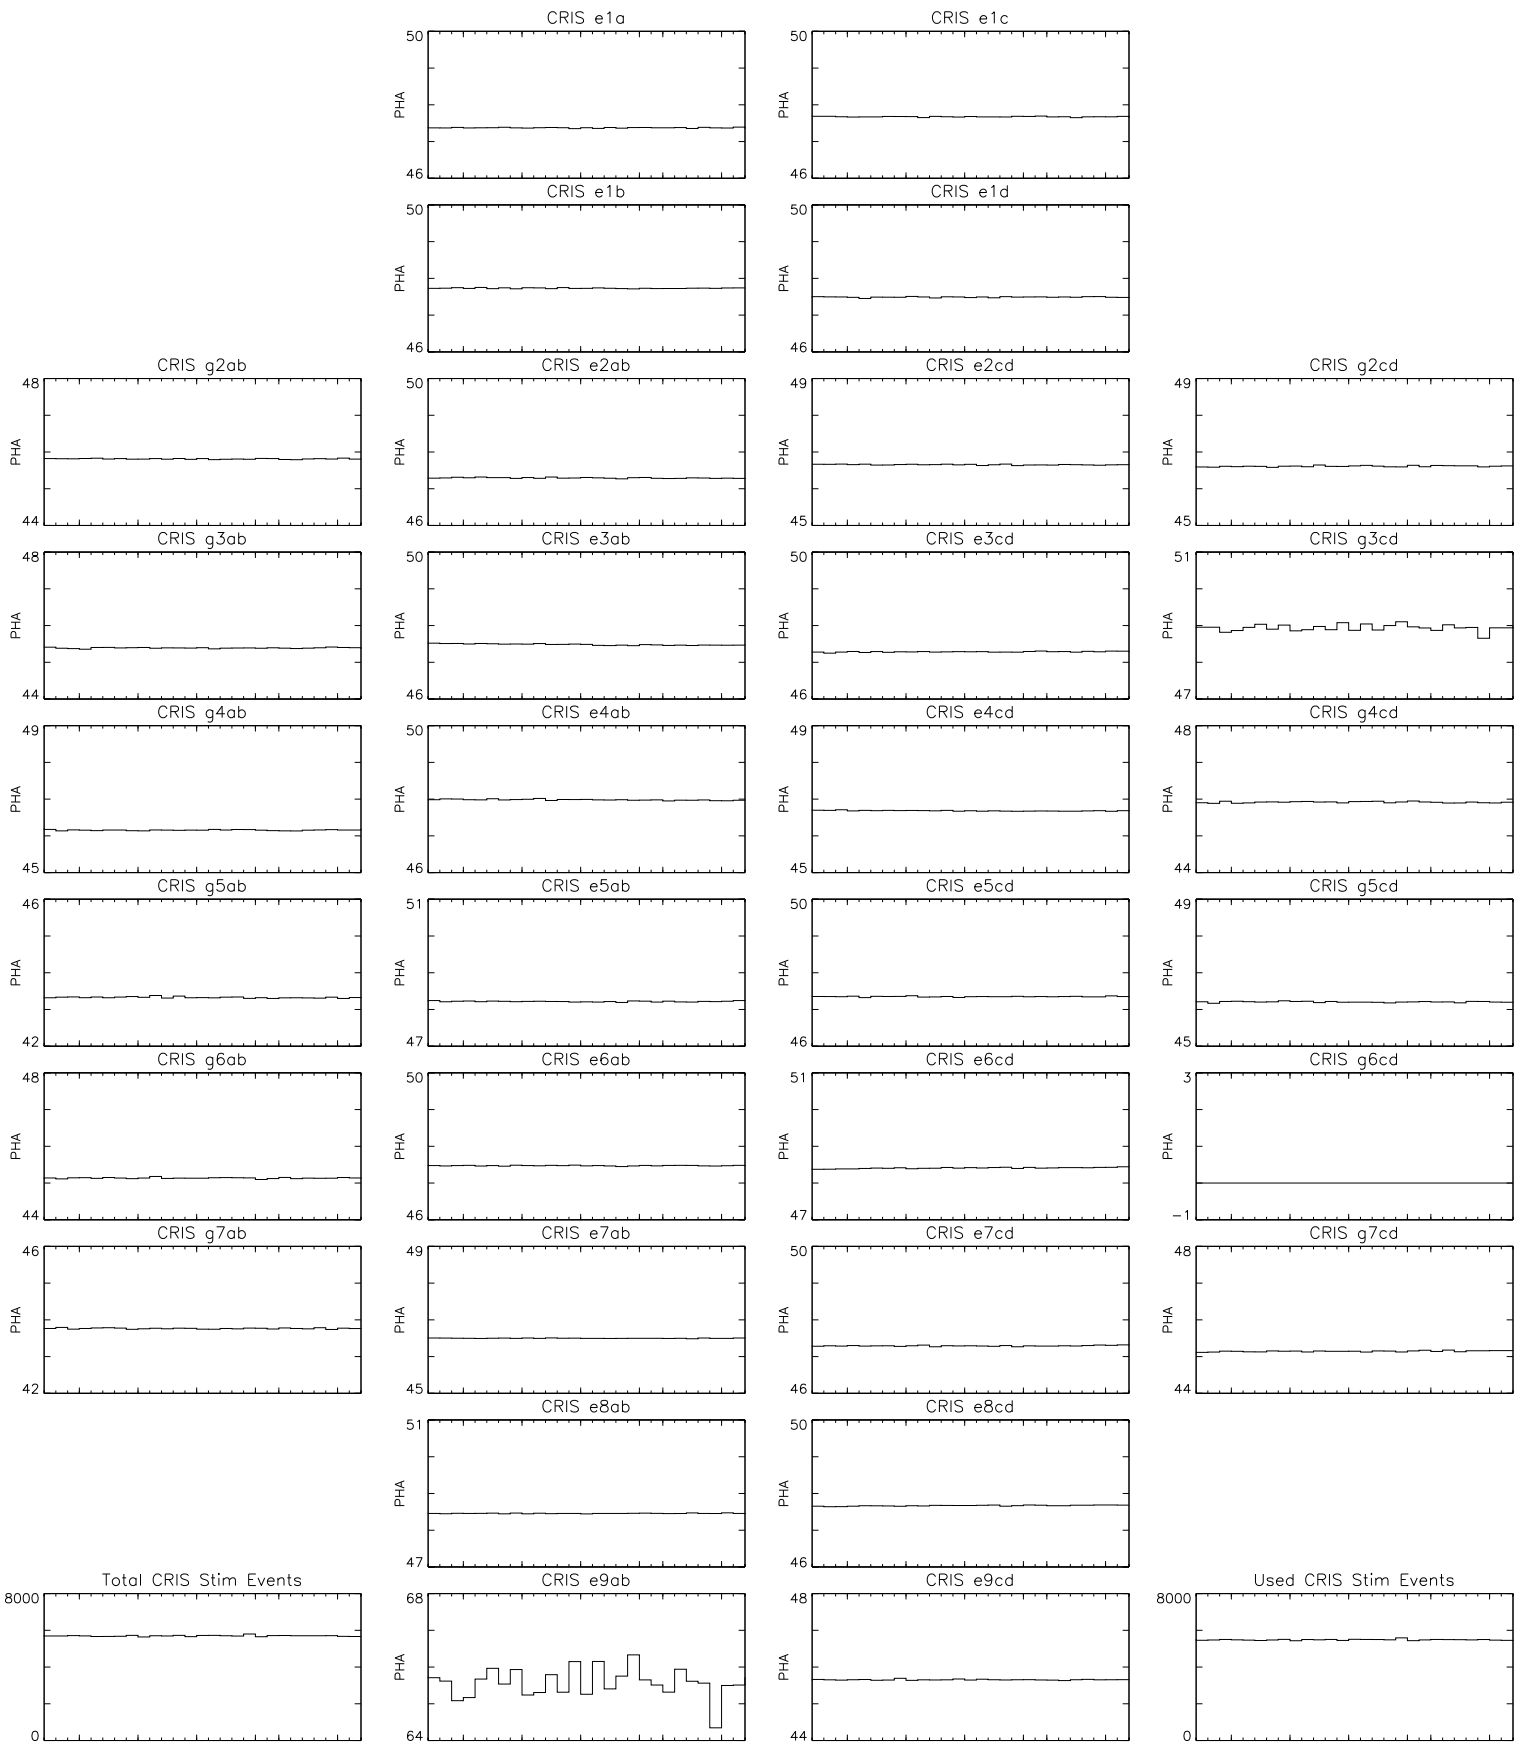 CRIS e1a
CRIS e1c
50
PHA
46
50
PHA
46
CRIS e1b
CRIS e1d
50
PHA
46
50
PHA
46
CRIS g2ab
CRIS e2ab
CRIS e2cd
CRIS g2cd
48
PHA
44
50
PHA
46
49
PHA
45
49
PHA
45
CRIS g3ab
CRIS e3ab
CRIS e3cd
CRIS g3cd
48
PHA
44
50
PHA
46
50
PHA
46
51
PHA
47
CRIS g4ab
CRIS e4ab
CRIS e4cd
CRIS g4cd
49
PHA
45
50
PHA
46
49
PHA
45
48
PHA
44
CRIS g5ab
CRIS e5ab
CRIS e5cd
CRIS g5cd
46
PHA
42
51
PHA
47
50
PHA
46
49
PHA
45
CRIS g6ab
CRIS e6ab
CRIS e6cd
CRIS g6cd
48
PHA
44
50
PHA
46
51
PHA
47
3
PHA
-1
CRIS g7ab
CRIS e7ab
CRIS e7cd
CRIS g7cd
46
PHA
42
49
PHA
45
50
PHA
46
48
PHA
44
CRIS e8ab
CRIS e8cd
51
PHA
47
50
PHA
46
Total CRIS Stim Events
CRIS e9ab
CRIS e9cd
Used CRIS Stim Events
8000
0
68
PHA
64
48
PHA
44
8000
0